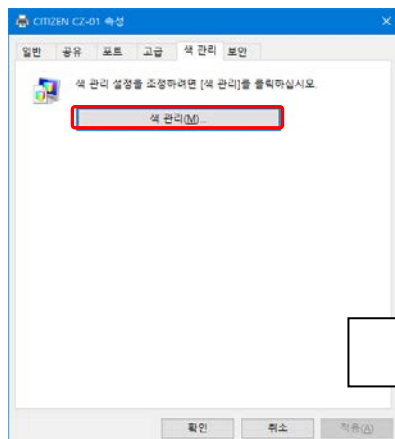 CITIZEN CZ-01 속성
일반 공유 포트 고급 색 관리 보안
색 관리 설정을 조정하려면 [색 관리]를 클릭하십시오.
색 관리(M)...
확인 취소 적용(A)